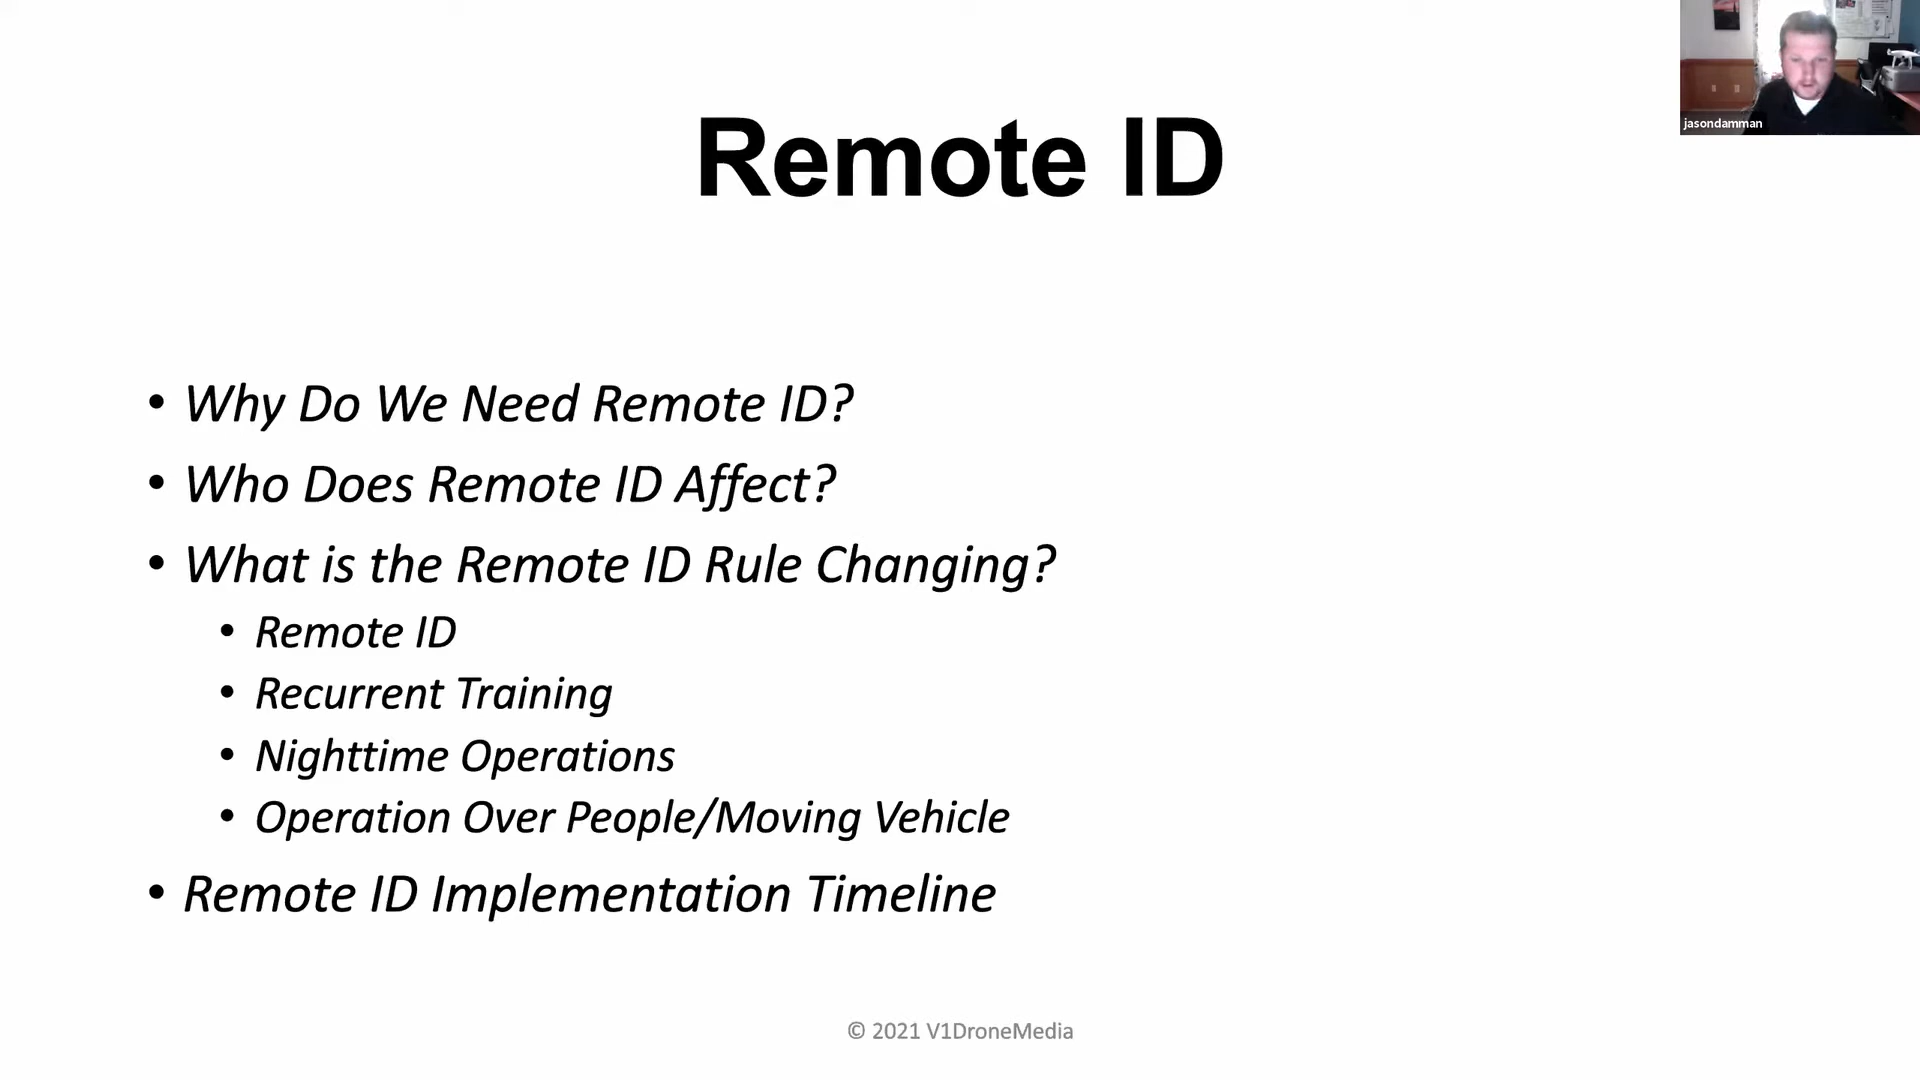 Remote ID
jasondamman
• Why Do We Need Remote ID?
• Who Does Remote ID Affect?
• What is the Remote ID Rule Changing?
• Remote ID
• Recurrent Training
• Nighttime Operations
• Operation Over People/Moving Vehicle
• Remote ID Implementation Timeline
© 2021 V1DroneMedia